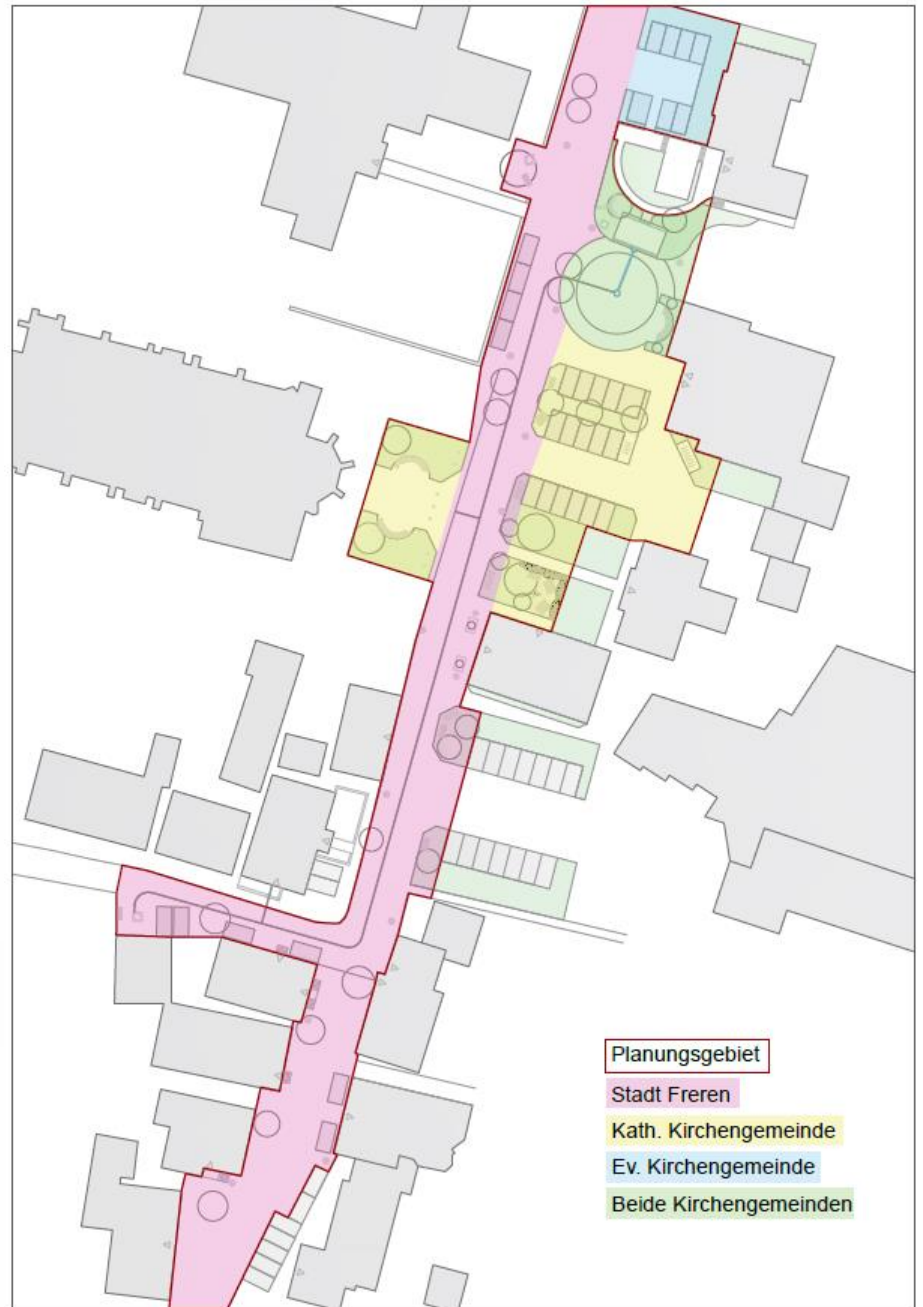 Planungsgebiet
Stadt Freren
Kath. Kirchengemeinde
Ev. Kirchengemeinde
Beide Kirchengemeinden